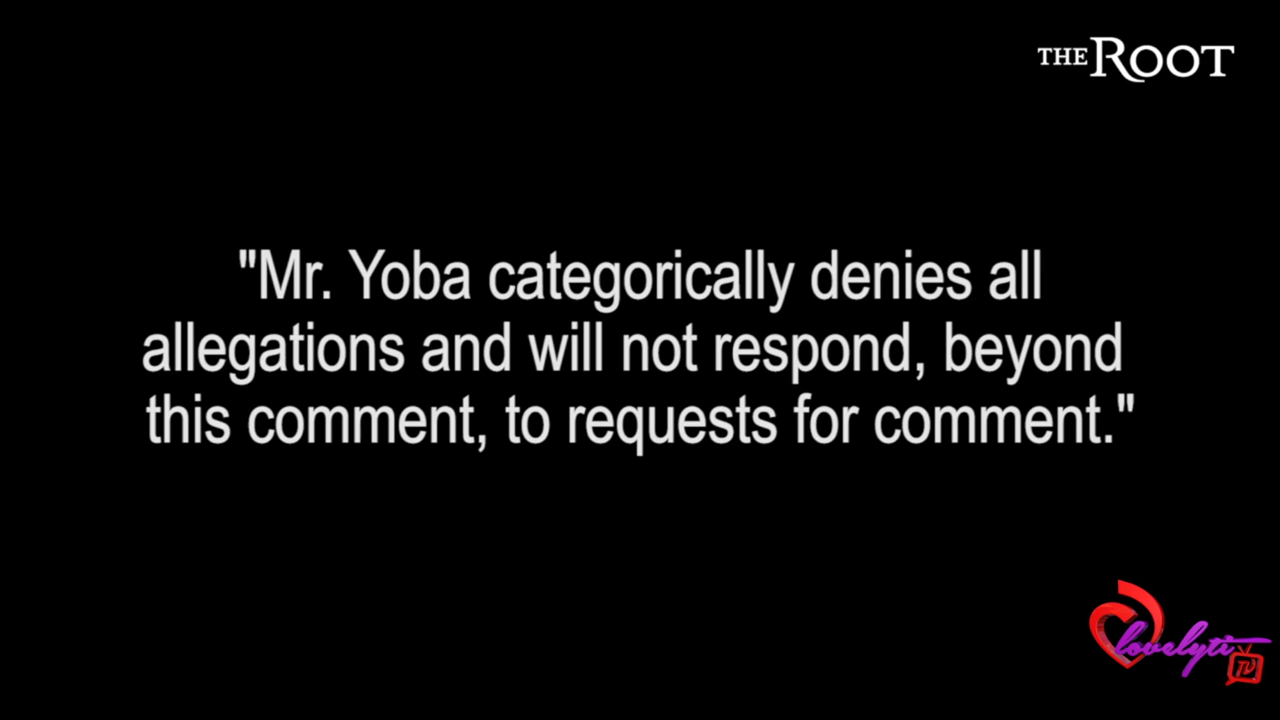 THE ROOT
"Mr. Yoba categorically denies all
allegations and will not respond, beyond
this comment, to requests for comment."
lovelyti
TV